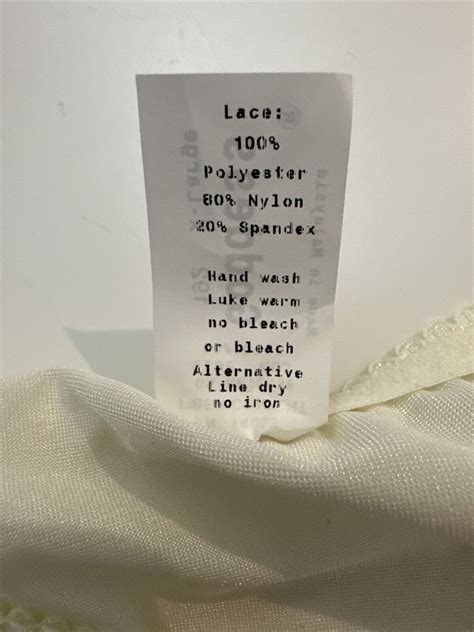 Lace:
100%
Polyester
80% Nylon
20% Spandex
Hand wash
Luke warm
no bleach
or bleach
Alternative
Line dry
no iron